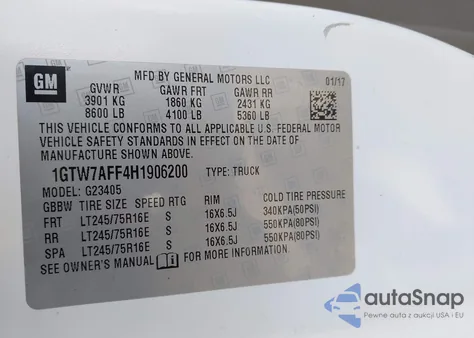 GM
MFD BY GENERAL MOTORS LLC
01/17
GVWR GAWR FRT GAWR RR
3901 KG 1860 KG 2431 KG
8600 LB 4100 LB 5360 LB
THIS VEHICLE CONFORMS TO ALL APPLICABLE U.S. FEDERAL MOTOR
VEHICLE SAFETY STANDARDS IN EFFECT ON THE DATE OF
MANUFACTURE SHOWN ABOVE.
1GTW7AFF4H1906200 TYPE: TRUCK
MODEL: G23405
GBBW TIRE SIZE SPEED RTG RIM COLD TIRE PRESSURE
FRT LT245/75R16E S 16X6.5J 340KPA(50PSI)
RR LT245/75R16E S 16X6.5J 550KPA(80PSI)
SPA LT245/75R16E S 16X6.5J 550KPA(80PSI)
SEE OWNER'S MANUAL FOR MORE INFORMATION.
autoSnap
Pewne auta z aukcji USA i EU